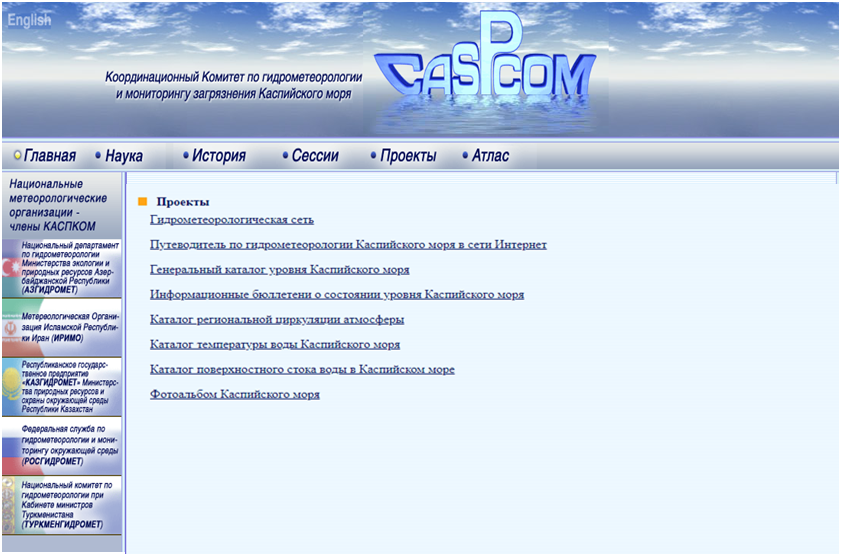 English
Координационный Комитет по гидрометеорологии
и мониторингу загрязнения Каспийского моря
CASPCOM
Главная
Наука
История
Сессии
Проекты
Атлас
Национальные
метеорологические
организации -
члены КАСПКОМ
Национальный департамент
по гидрометеорологии
Министерства экологии и
природных ресурсов Азер-
байджанской Республики
(АЗГИДРОМЕТ)
Метереологическая Органи-
зация Исламской Республи-
ки Иран (ИРИМО)
Республиканское государс-
твенное предприятие
«КАЗГИДРОМЕТ» Министерс-
тва природных ресурсов и
охраны окружающей среды
Республики Казахстан
Федеральная служба по
гидрометеорологии и мони-
торингу окружающей среды
(РОСГИДРОМЕТ)
Национальный комитет по
гидрометеорологии при
Кабинете министров
Туркменистана
(ТУРКМЕНГИДРОМЕТ)
Проекты
Гидрометеорологическая сеть
Путеводитель по гидрометеорологии Каспийского моря в сети Интернет
Генеральный каталог уровня Каспийского моря
Информационные бюллетени о состоянии уровня Каспийского моря
Каталог региональной циркуляции атмосферы
Каталог температуры воды Каспийского моря
Каталог поверхностного стока воды в Каспийском море
Фотоальбом Каспийского моря